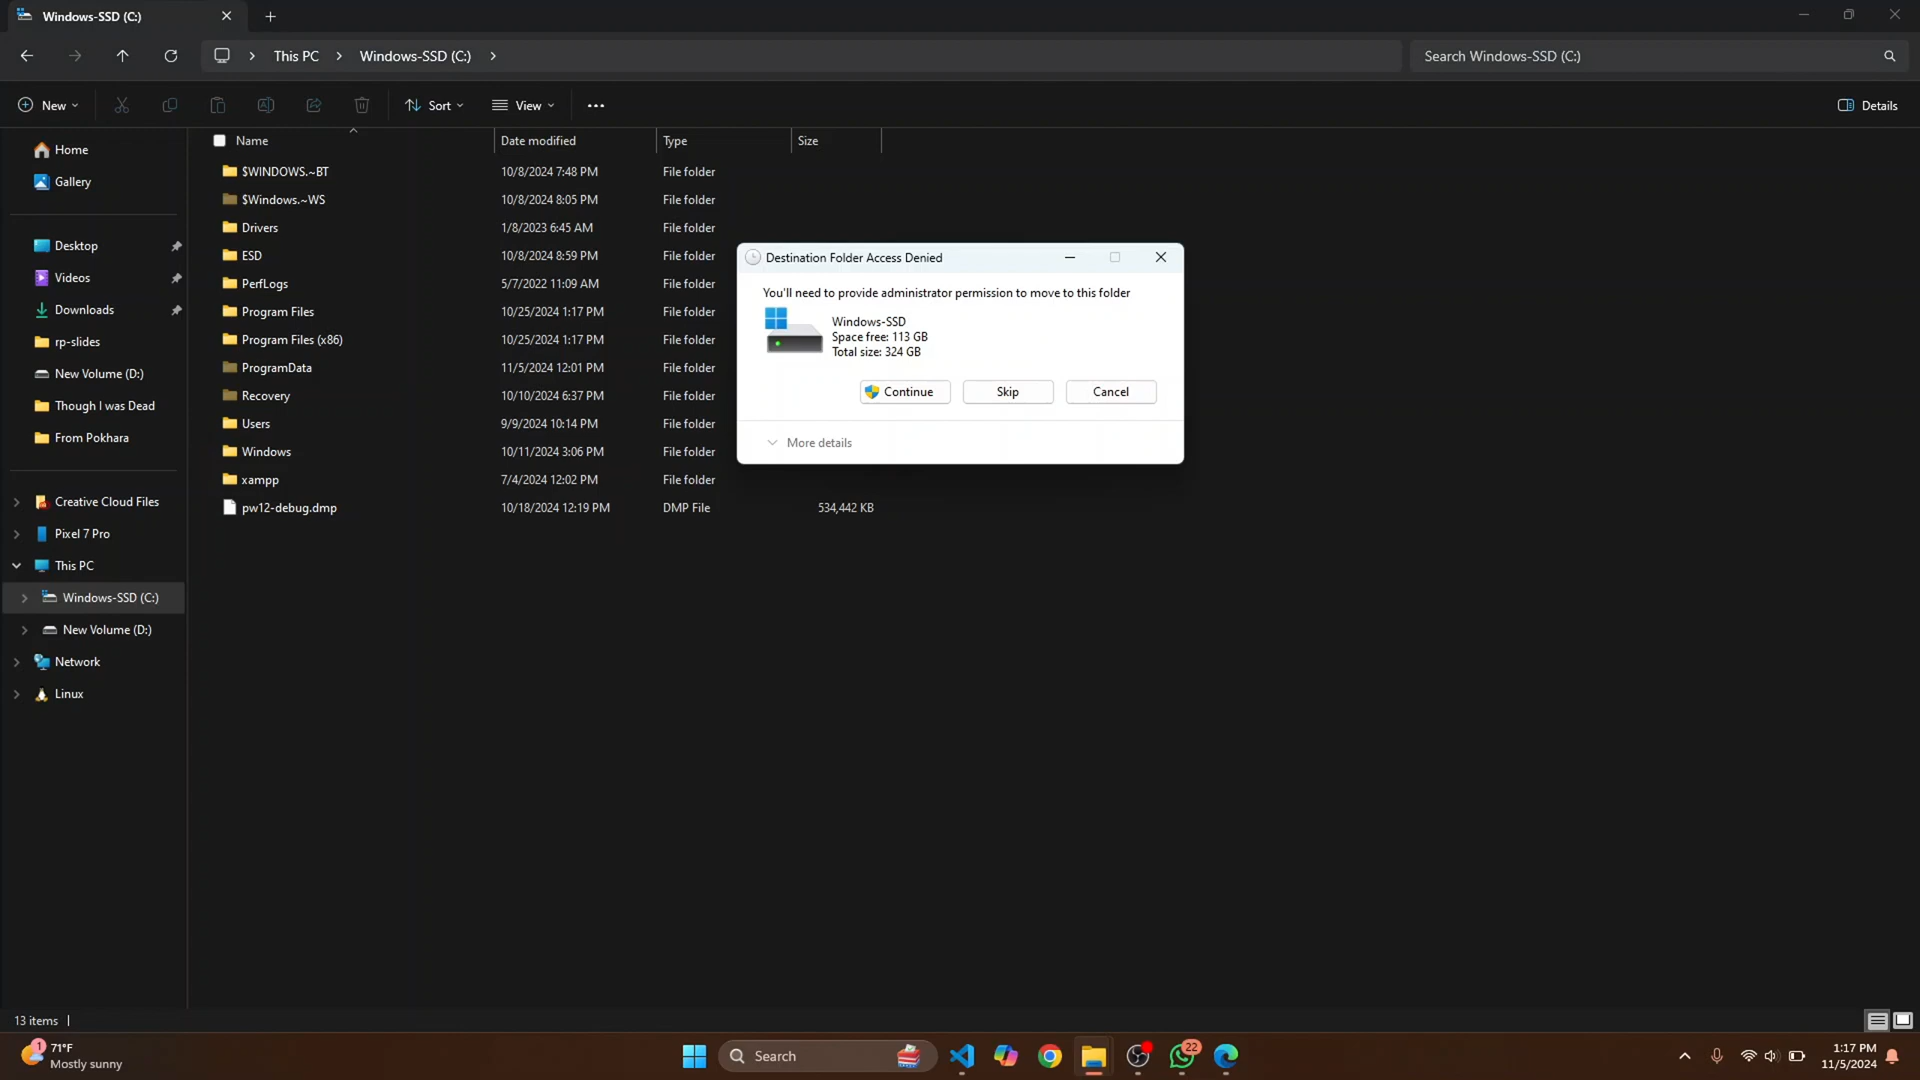 Windows-SSD (C:)
This PC
Windows-SSD (C:)
Search Windows-SSD (C:)
New
Sort
View
Details
Name
Date modified
Type
Size
Home
Gallery
Desktop
Videos
Downloads
rp-slides
New Volume (D:)
Though I was Dead
From Pokhara
Creative Cloud Files
Pixel 7 Pro
This PC
Windows-SSD (C:)
New Volume (D:)
Network
Linux
$WINDOWS.~BT 10/8/2024 7:48 PM File folder
$Windows.~WS 10/8/2024 8:05 PM File folder
Drivers 1/8/2023 6:45 AM File folder
ESD 10/8/2024 8:59 PM File folder
PerfLogs 5/7/2022 11:09 AM File folder
Program Files 10/25/2024 1:17 PM File folder
Program Files (x86) 10/25/2024 1:17 PM File folder
ProgramData 11/5/2024 12:01 PM File folder
Recovery 10/10/2024 6:37 PM File folder
Users 9/9/2024 10:14 PM File folder
Windows 10/11/2024 3:06 PM File folder
xampp 7/4/2024 12:02 PM File folder
pw12-debug.dmp 10/18/2024 12:19 PM DMP File 534,442 KB
Destination Folder Access Denied
You'll need to provide administrator permission to move to this folder
Windows-SSD
Space free: 113 GB
Total size: 324 GB
Continue
Skip
Cancel
More details
13 items
1
71°F
Mostly sunny
Search
22
1:17 PM
11/5/2024